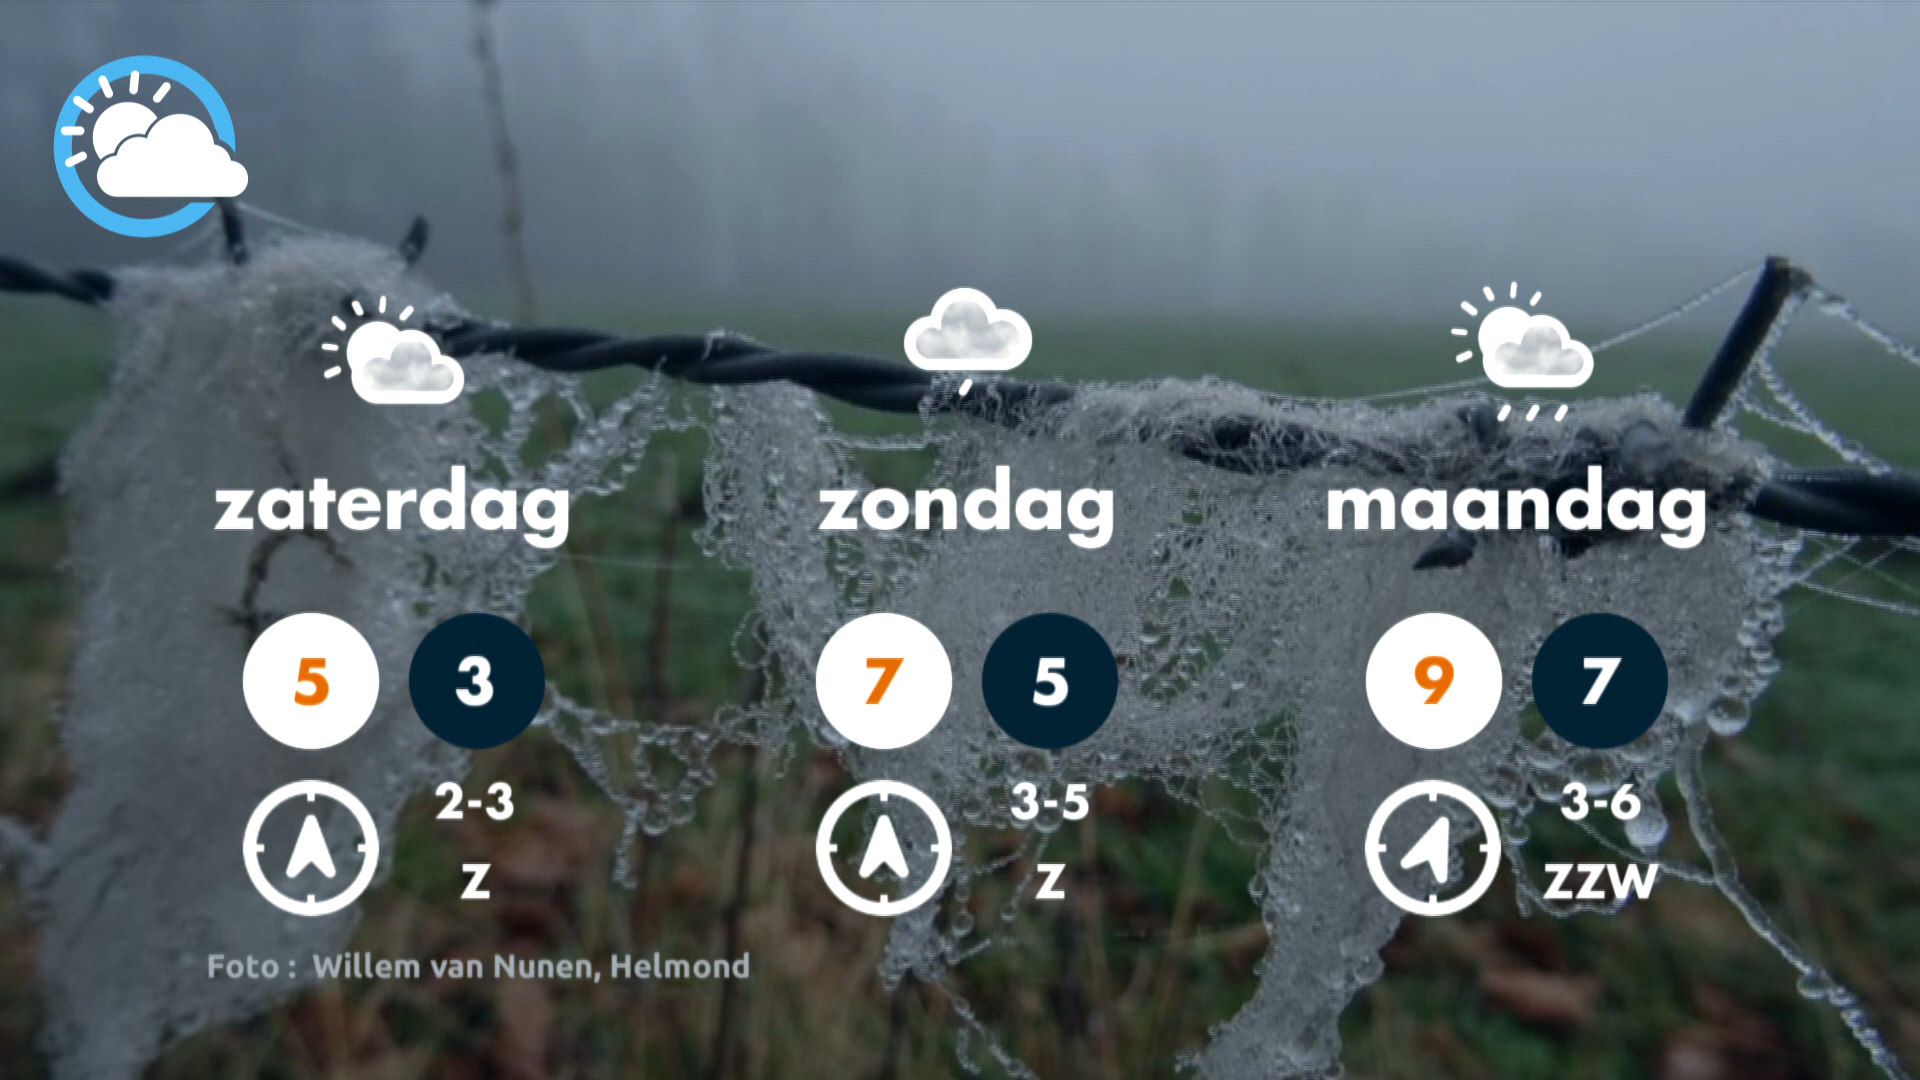 zaterdag zondag maandag
5 3 7 5 9 7
2-3 3-5 3-6
Z Z ZZW
Foto : Willem van Nunen, Helmond